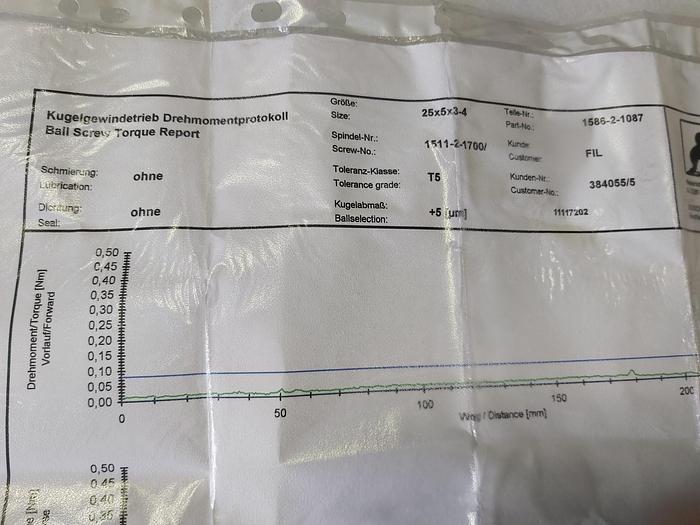 Kugelgewindetrieb Drehmomentprotokoll
Ball Screw Torque Report
Schmierung: ohne
Lubrication:
Dichtung: ohne
Seal:
Größe: 25x5x3-4
Size:
Spindel-Nr.: 1511-2-1700/
Screw-No.:
Toleranz-Klasse: T5
Tolerance grade:
Kugelabmaß: +5 [µm]
Ballselection:
Teile-Nr.: 1586-2-1087
Part-No.:
Kunde: FIL
Customer:
Kunden-Nr.: 384055/5
Customer-No.:
11117202
Drehmoment/Torque [Nm]
Vorlauf/Forward
0,50
0,45
0,40
0,35
0,30
0,25
0,20
0,15
0,10
0,05
0,00
0 50 100 150 200
Weg / Distance [mm]
0,50
0,45
0,40
0,35
[Nm]